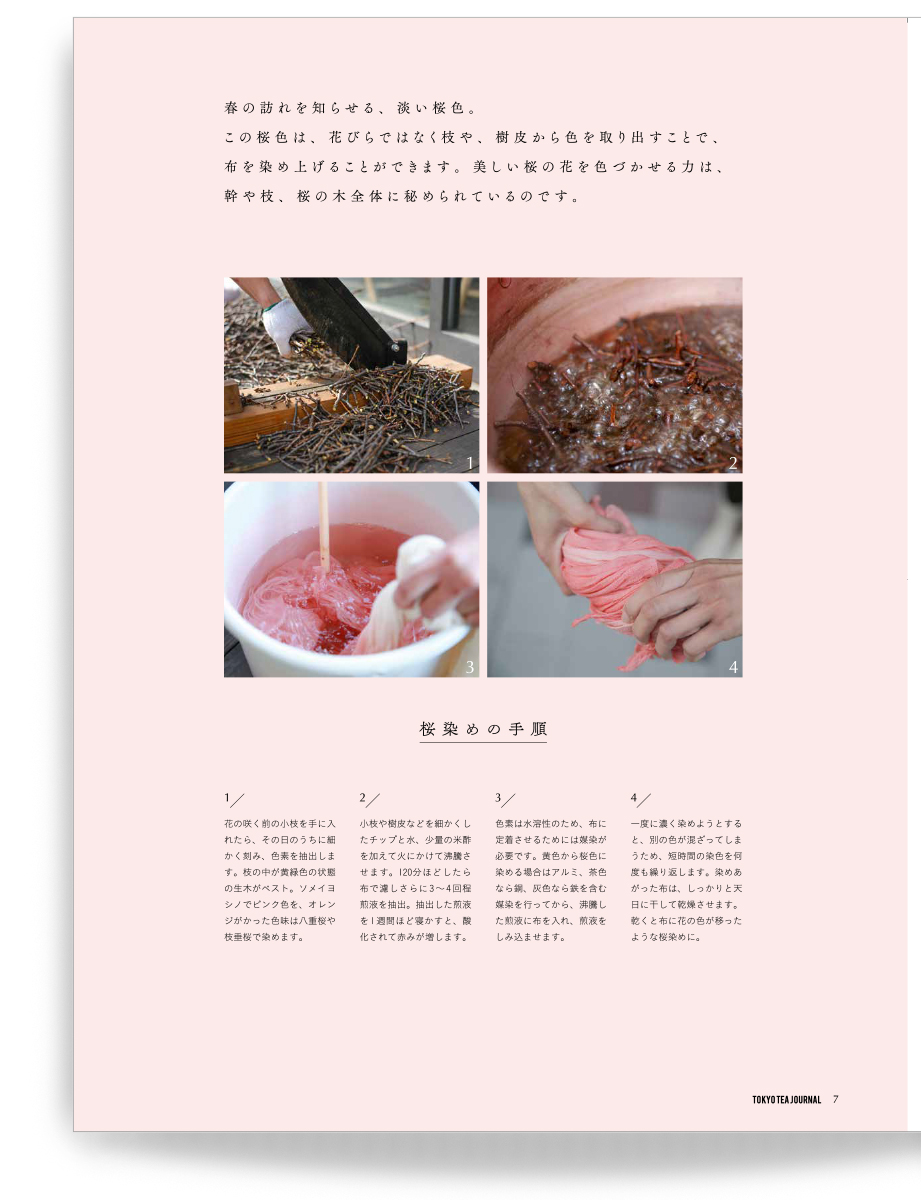 春の訪れを知らせる、淡い桜色。
この桜色は、花びらではなく枝や、樹皮から色を取り出すことで、
布を染め上げることができます。美しい桜の花を色づかせる力は、
幹や枝、桜の木全体に秘められているのです。
1
2
3
4
桜染めの手順
1/
花の咲く前の小枝を手に入
れたら、その日のうちに細
かく刻み、色素を抽出しま
す。枝の中が黄緑色の状態
の生木がベスト。ソメイヨ
シノでピンク色を、オレン
ジがかった色味は八重桜や
枝垂桜で染めます。
2/
小枝や樹皮などを細かくし
たチップと水、少量の米酢
を加えて火にかけて沸騰さ
せます。120分ほどしたら
布で濾しさらに3〜4回程
煎液を抽出。抽出した煎液
を1週間ほど寝かすと、酸
化されて赤みが増します。
3/
色素は水溶性のため、布に
定着させるためには媒染が
必要です。黄色から桜色に
染める場合はアルミ、茶色
なら銅、灰色なら鉄を含む
媒染を行ってから、沸騰し
た煎液に布を入れ、煎液を
しみ込ませます。
4/
一度に濃く染めようとする
と、別の色が混ざってしま
うため、短時間の染色を何
度も繰り返します。染めあ
がった布は、しっかりと天
日に干して乾燥させます。
乾くと布に花の色が移った
ような桜染めに。
TOKYO TEA JOURNAL 7